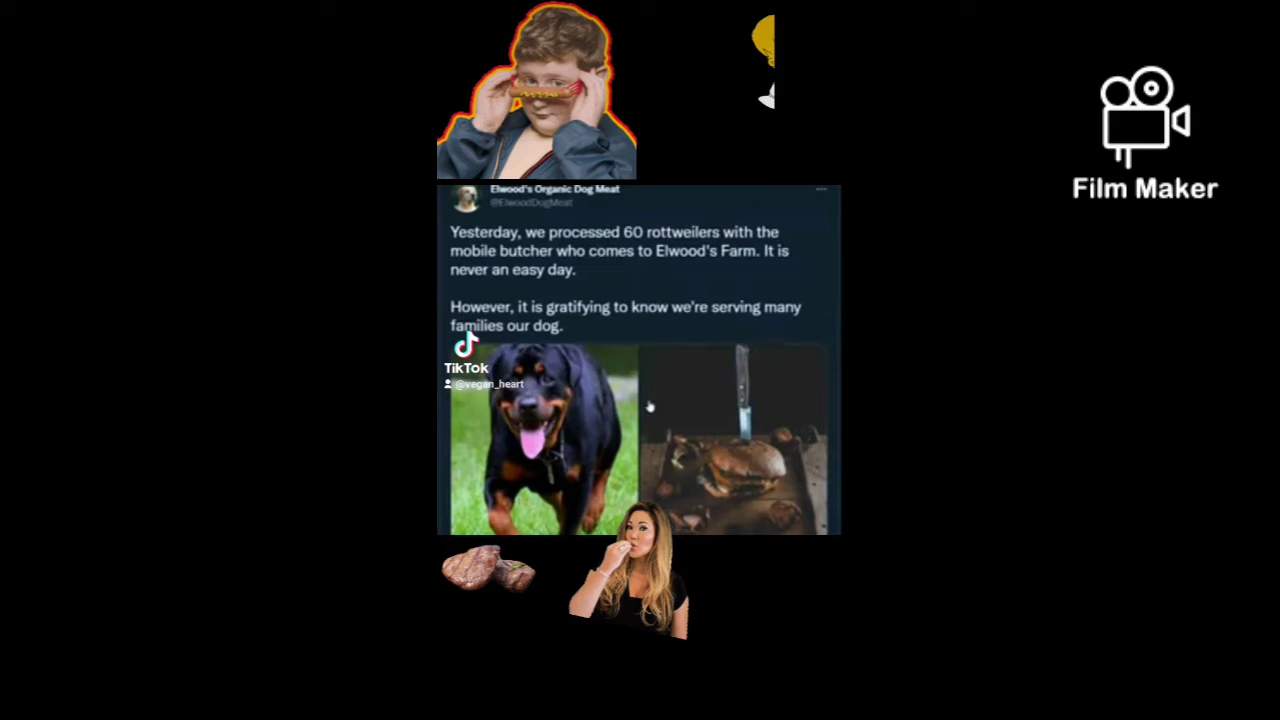 Film Maker
Elwood's Organic Dog Meat
@ElwoodDogMeat
Yesterday, we processed 60 rottweilers with the
mobile butcher who comes to Elwood's Farm. It is
never an easy day.
However, it is gratifying to know we're serving many
families our dog.
TikTok
@vegan_heart